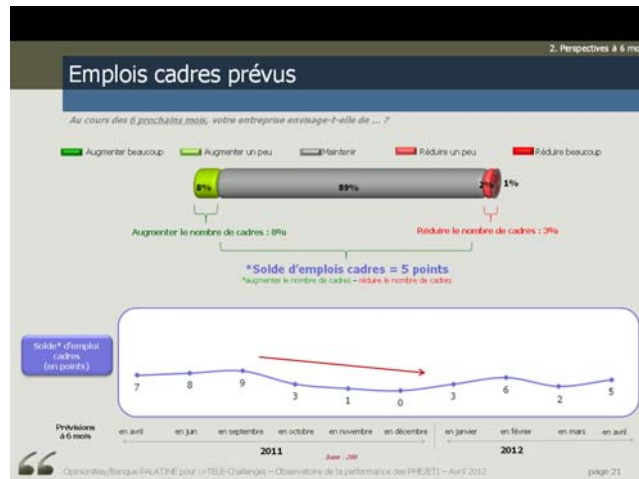 2. Perspectives à 6 mo
Emplois cadres prévus
Au cours des 6 prochains mois, votre entreprise envisage-t-elle de ... ?
Augmenter beaucoup Augmenter un peu Maintenir Réduire un peu Réduire beaucoup
8% 89% 2% 1%
Augmenter le nombre de cadres : 8% Réduire le nombre de cadres : 3%
*Solde d'emplois cadres = 5 points
*augmenter le nombre de cadres – réduire le nombre de cadres
Solde* d'emploi
cadres
(en points)
7 8 9 3 1 0 3 6 2 5
Prévisions
à 6 mois
en avril en juin en septembre en octobre en novembre en décembre en janvier en février en mars en avril
2011 2012
Base : 299
OpinionWay/Banque PALATINE pour i>TELE-Challenges – Observatoire de la performance des PME/ETI – Avril 2012 page 21